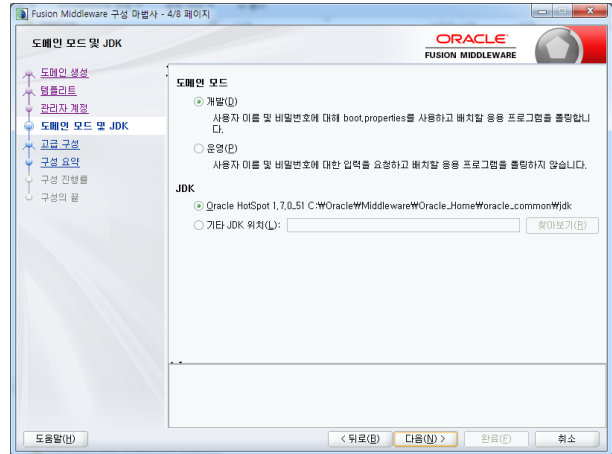 Fusion Middleware 구성 마법사 - 4/8 페이지
도메인 모드 및 JDK
ORACLE
FUSION MIDDLEWARE
도메인 생성
템플리트
관리자 계정
도메인 모드 및 JDK
고급 구성
구성 요약
구성 진행률
구성의 끝
도메인 모드
개발(D)
사용자 이름 및 비밀번호에 대해 boot.properties를 사용하고 배치할 응용 프로그램을 폴링합니
다.
운영(P)
사용자 이름 및 비밀번호에 대한 입력을 요청하고 배치할 응용 프로그램을 폴링하지 않습니다.
JDK
Oracle HotSpot 1.7.0_51 C:₩Oracle₩Middleware₩Oracle_Home₩oracle_common₩jdk
기타 JDK 위치(L):
찾아보기(R)
도움말(H)
< 뒤로(B)
다음(N) >
완료(F)
취소